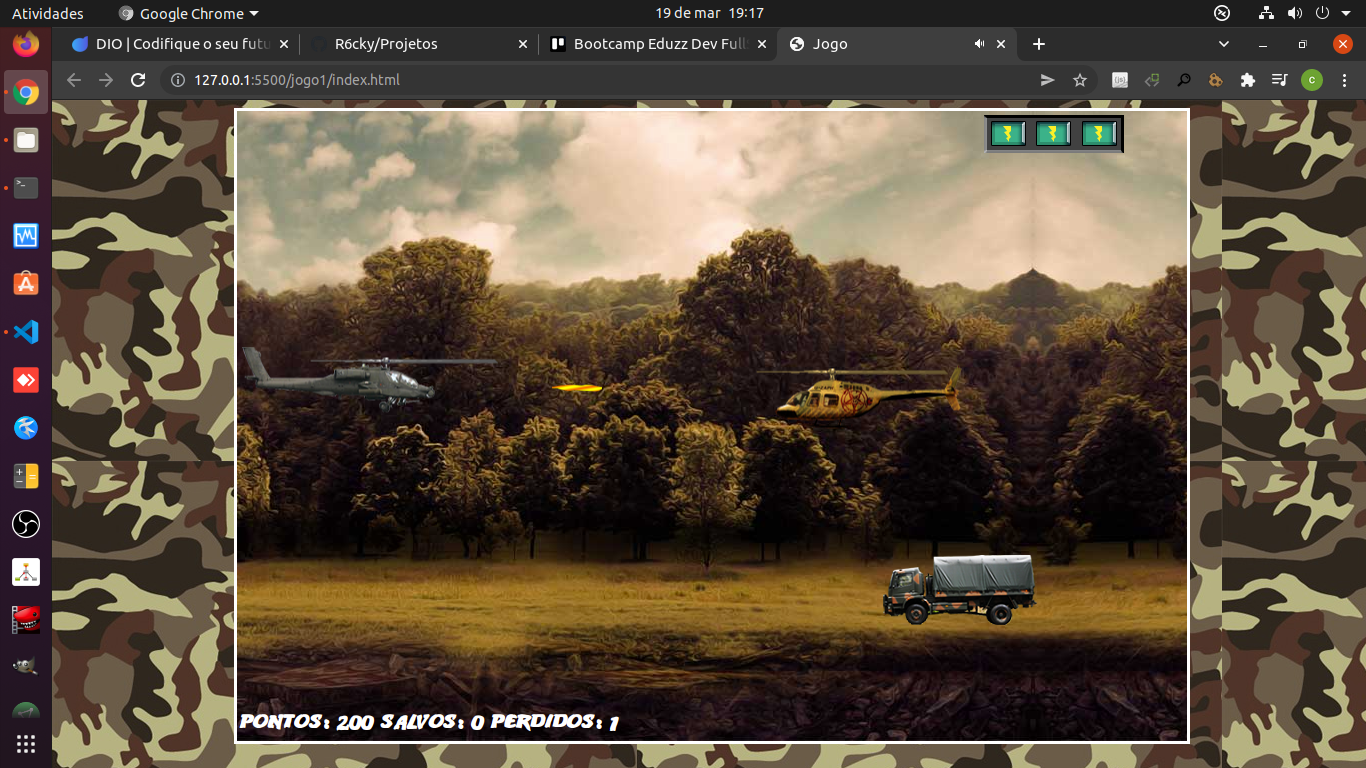 Atividades Google Chrome 19 de mar 19:17
DIO | Codifique o seu futu R6cky/Projetos Bootcamp Eduzz Dev Full Jogo
127.0.0.1:5500/jogo1/index.html
PONTOS: 200 SALVOS: 0 PERDIDOS: 1